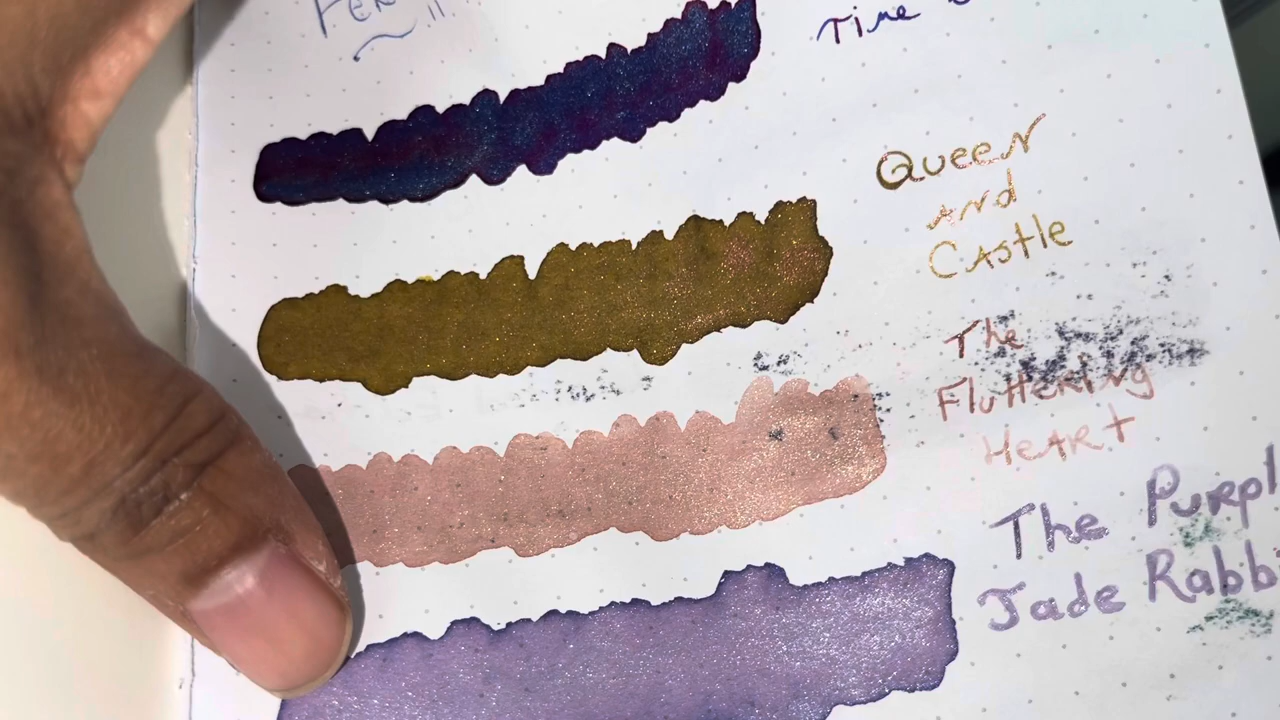 Time
Queen
and
Castle
The
Fluttering
Heart
The Purpl
Jade Rabbi